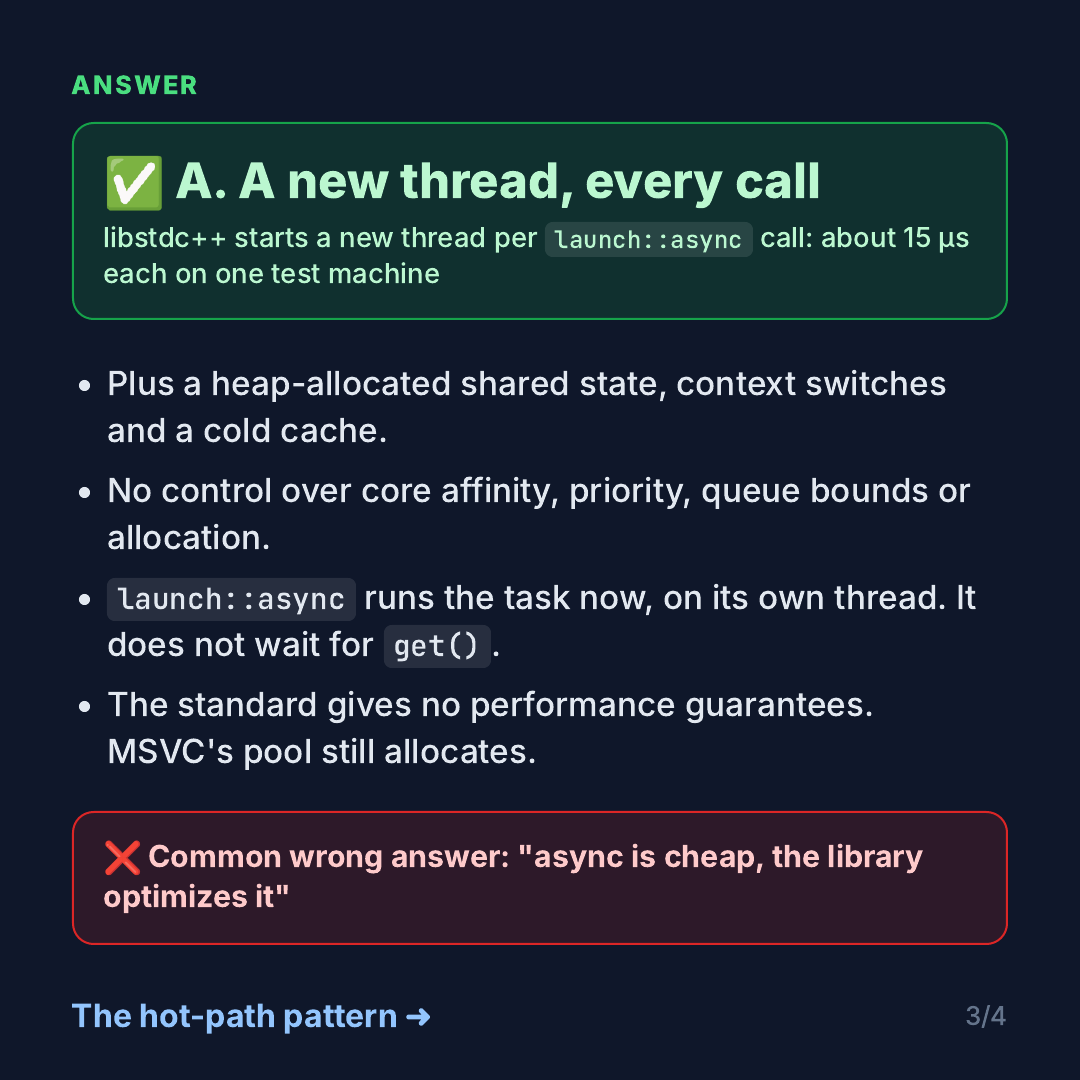 ANSWER
✅ A. A new thread, every call
libstdc++ starts a new thread per launch::async call: about 15 µs
each on one test machine
• Plus a heap-allocated shared state, context switches
and a cold cache.
• No control over core affinity, priority, queue bounds or
allocation.
• launch::async runs the task now, on its own thread. It
does not wait for get().
• The standard gives no performance guarantees.
MSVC's pool still allocates.
❌ Common wrong answer: "async is cheap, the library
optimizes it"
The hot-path pattern ➜
3/4